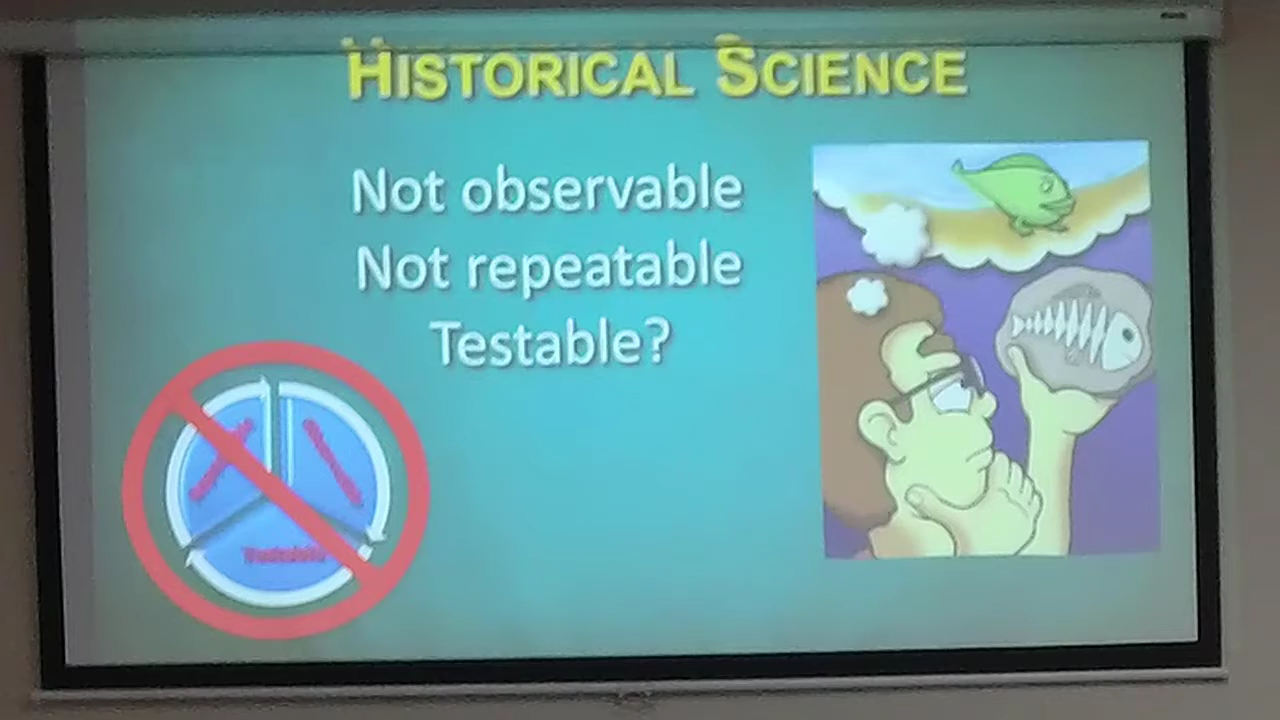 HISTORICAL SCIENCE
Not observable
Not repeatable
Testable?